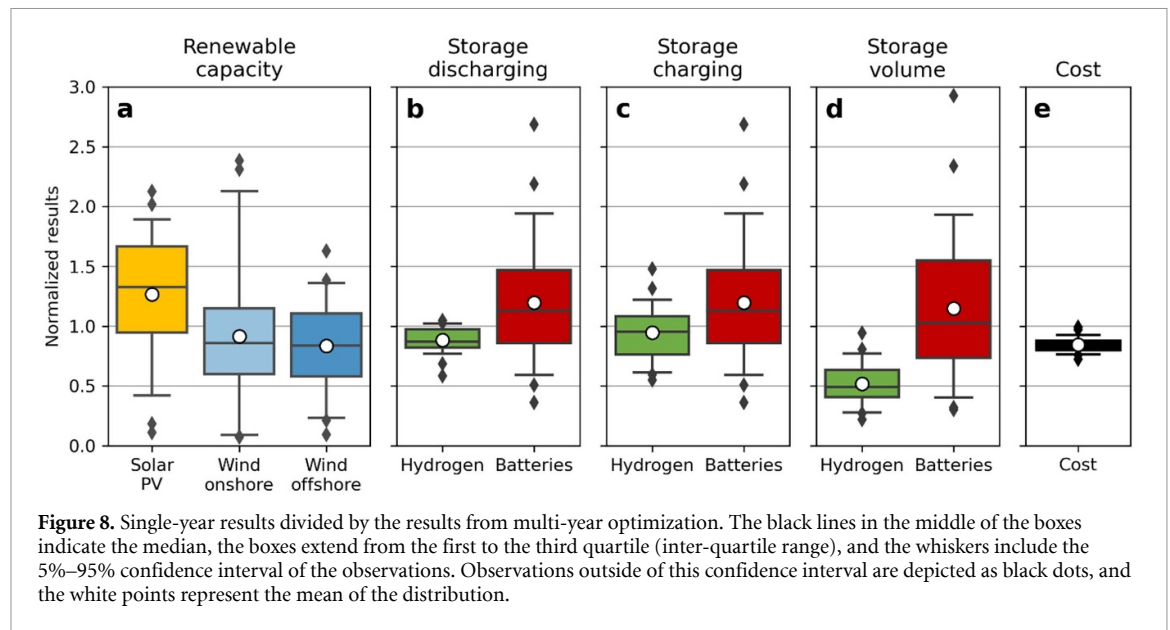 Renewable
capacity
Storage
discharging
Storage
charging
Storage
volume
Cost
a
b
c
d
e
Normalized results
3.0
2.5
2.0
1.5
1.0
0.5
0.0
Solar
PV
Wind
onshore
Wind
offshore
Hydrogen
Batteries
Hydrogen
Batteries
Hydrogen
Batteries
Cost
Figure 8. Single-year results divided by the results from multi-year optimization. The black lines in the middle of the boxes
indicate the median, the boxes extend from the first to the third quartile (inter-quartile range), and the whiskers include the
5%–95% confidence interval of the observations. Observations outside of this confidence interval are depicted as black dots, and
the white points represent the mean of the distribution.